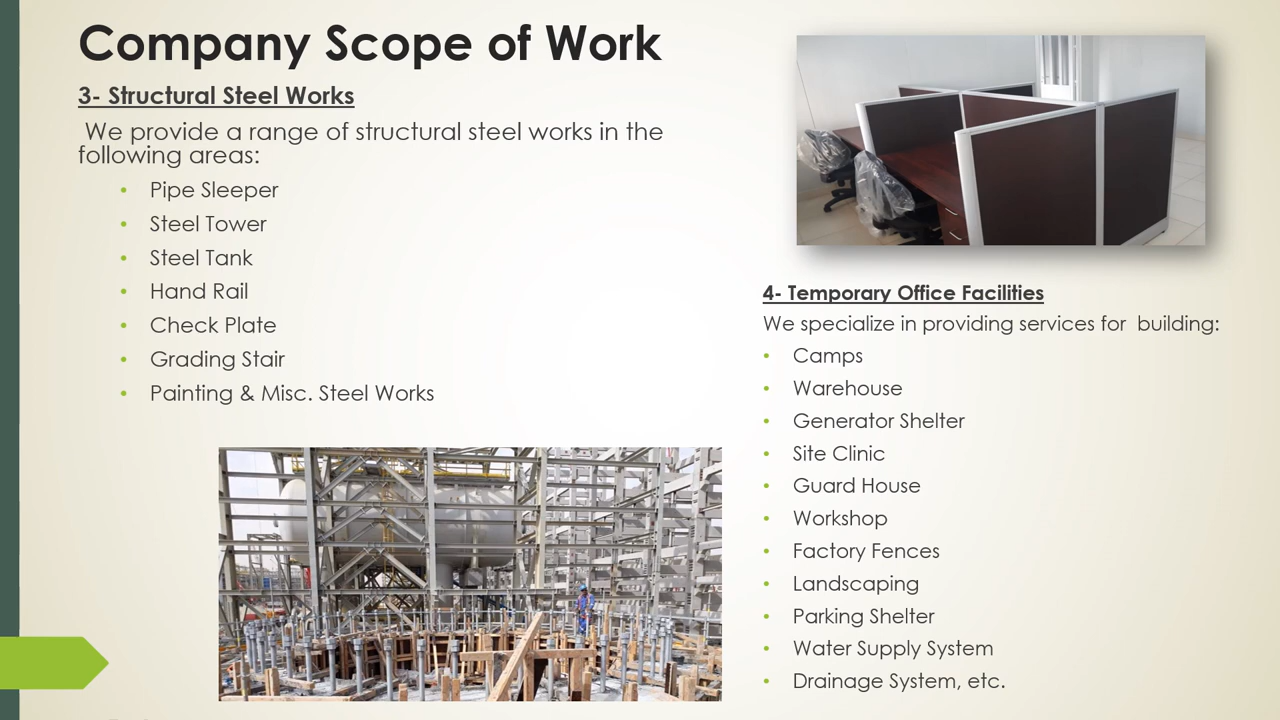 Company Scope of Work
3- Structural Steel Works
We provide a range of structural steel works in the
following areas:
• Pipe Sleeper
• Steel Tower
• Steel Tank
• Hand Rail
• Check Plate
• Grading Stair
• Painting & Misc. Steel Works
4- Temporary Office Facilities
We specialize in providing services for  building:
• Camps
• Warehouse
• Generator Shelter
• Site Clinic
• Guard House
• Workshop
• Factory Fences
• Landscaping
• Parking Shelter
• Water Supply System
• Drainage System, etc.